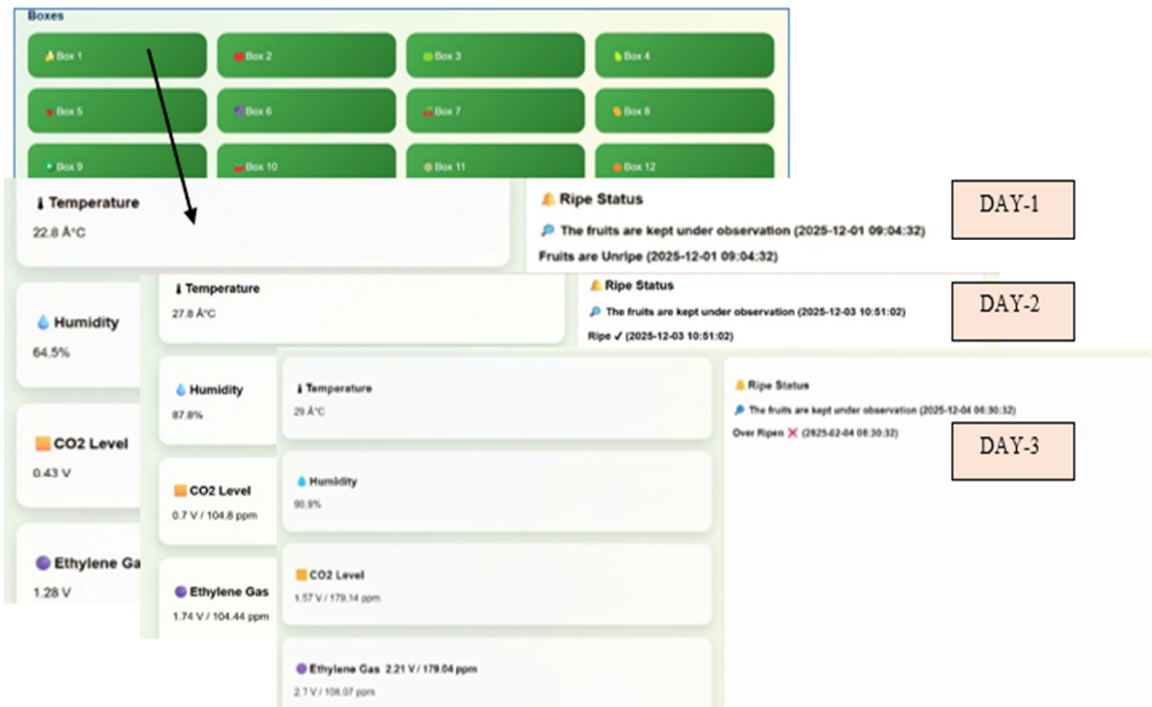 Boxes
Box 1
Box 2
Box 3
Box 4
Box 5
Box 6
Box 7
Box 8
Box 9
Box 10
Box 11
Box 12
Temperature
22.8 Å°C
Ripe Status
The fruits are kept under observation (2025-12-01 09:04:32)
Fruits are Unripe (2025-12-01 09:04:32)
DAY-1
Humidity
64.5%
CO2 Level
0.43 V
Ethylene Ga
1.28 V
Temperature
27.8 Å°C
Ripe Status
The fruits are kept under observation (2025-12-03 10:51:02)
Ripe ✓ (2025-12-03 10:51:02)
DAY-2
Humidity
87.8%
CO2 Level
0.7 V / 104.8 ppm
Ethylene Gas
1.74 V / 104.44 ppm
Temperature
29 Å°C
Ripe Status
The fruits are kept under observation (2025-12-04 08:30:32)
Over Ripen ❌ (2025-02-04 08:30:32)
DAY-3
Humidity
90.9%
CO2 Level
1.57 V / 179.14 ppm
Ethylene Gas 2.21 V / 179.04 ppm
2.7 V / 108.07 ppm